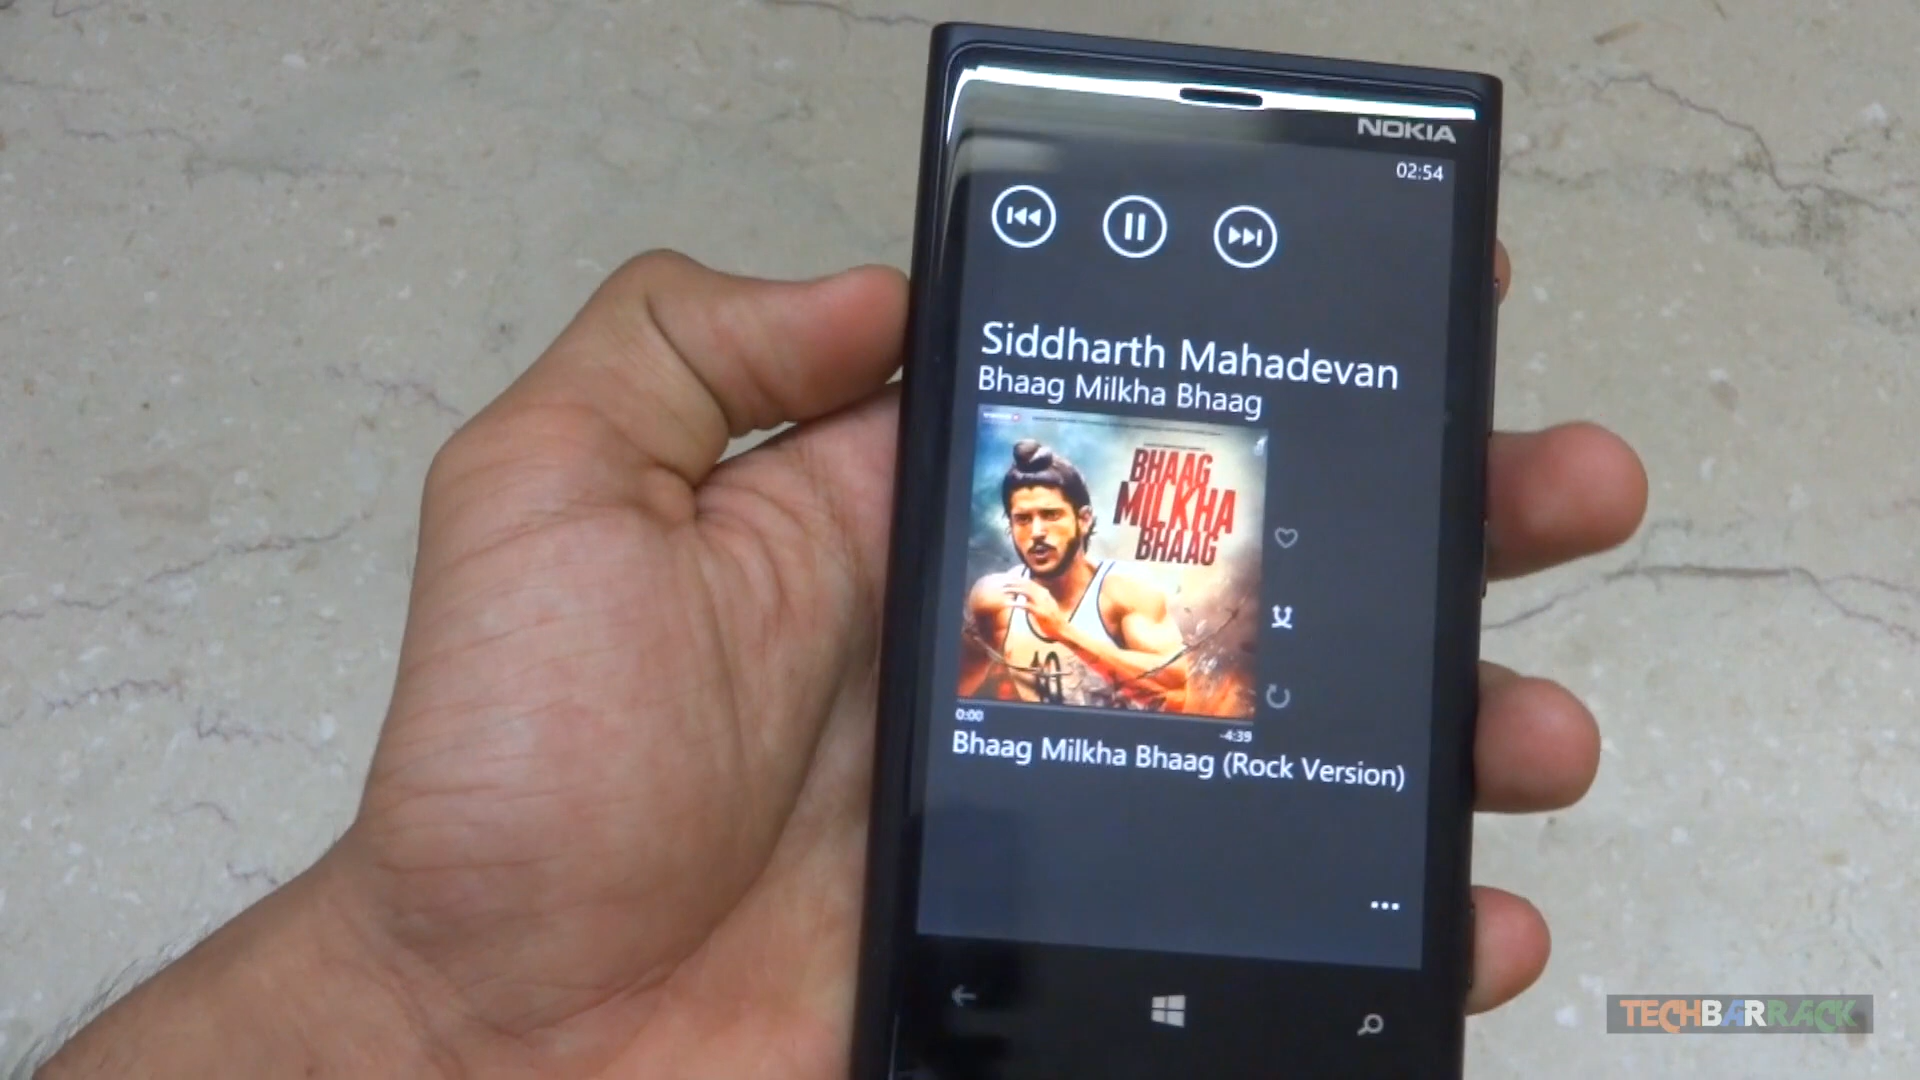 NOKIA
02:54
Siddharth Mahadevan
Bhaag Milkha Bhaag
BHAAG
MILKHA
BHAAG
10
0:00
-4:39
Bhaag Milkha Bhaag (Rock Version)
TECHBARRACK